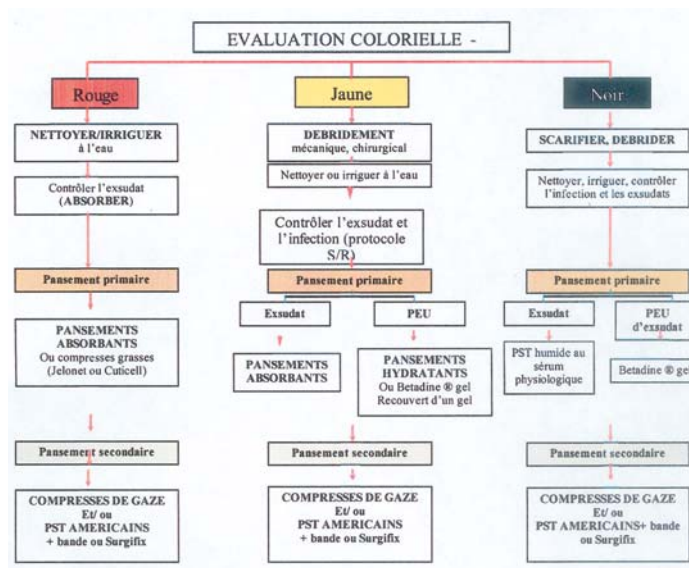 EVALUATION COLORIELLE -
Rouge
NETTOYER/IRRIGUER
à l'eau
Contrôler l'exsudat
(ABSORBER)
Pansement primaire
PANSEMENTS
ABSORBANTS
Ou compresses grasses
(Jelonet ou Cuticell)
Pansement secondaire
COMPRESSES DE GAZE
Et/ ou
PST AMERICAINS
+ bande ou Surgifix
Jaune
DEBRIDEMENT
mécanique, chirurgical
Nettoyer ou irriguer à l'eau
Contrôler l'exsudat et
l'infection (protocole
S/R)
Pansement primaire
Exsudat
PANSEMENTS
ABSORBANTS
PEU
PANSEMENTS
HYDRATANTS
Ou Betadine ® gel
Recouvert d'un gel
Pansement secondaire
COMPRESSES DE GAZE
Et/ ou
PST AMERICAINS
+ bande ou Surgifix
Noir
SCARIFIER, DEBRIDER
Nettoyer, irriguer, contrôler
l'infection et les exsudats
Pansement primaire
Exsudat
PST humide au
sérum
physiologique
PEU
d'exsudat
Betadine ® gel
Pansement secondaire
COMPRESSES DE GAZE
Et/ ou
PST AMERICAINS+ bande
ou Surgifix